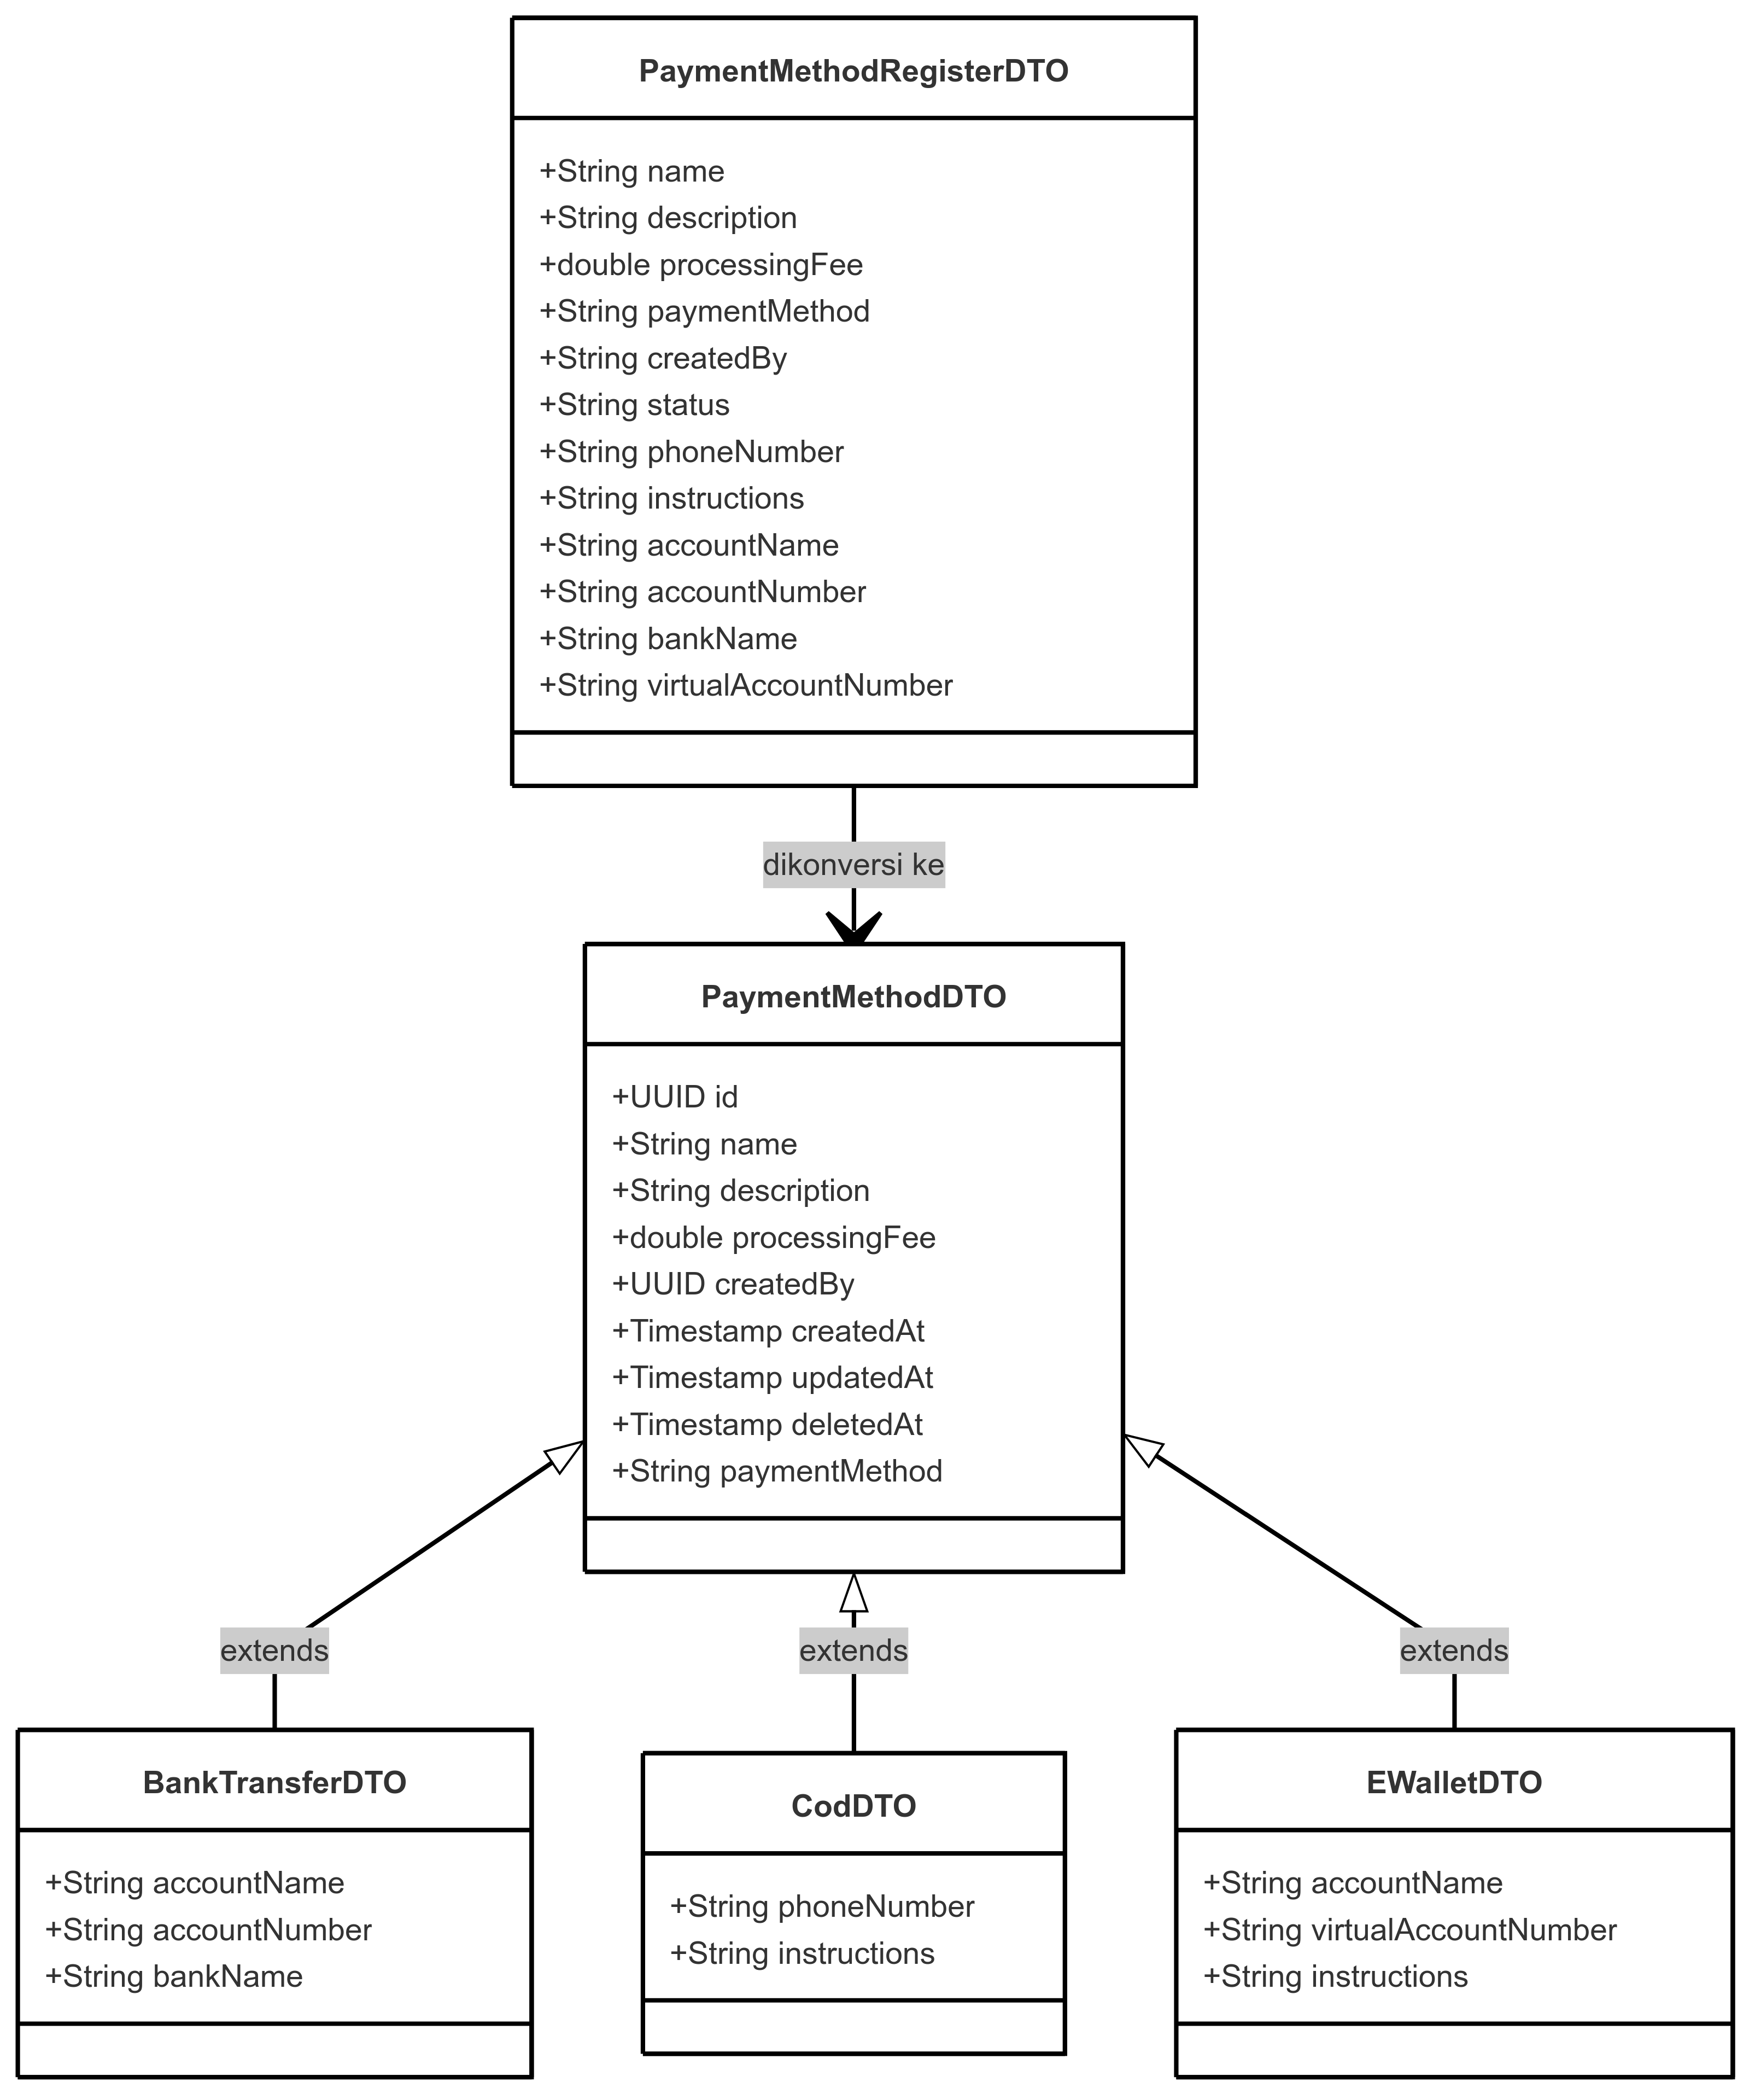 PaymentMethodRegisterDTO
+String name
+String description
+double processingFee
+String paymentMethod
+String createdBy
+String status
+String phoneNumber
+String instructions
+String accountName
+String accountNumber
+String bankName
+String virtualAccountNumber
dikonversi ke
PaymentMethodDTO
+UUID id
+String name
+String description
+double processingFee
+UUID createdBy
+Timestamp createdAt
+Timestamp updatedAt
+Timestamp deletedAt
+String paymentMethod
extends
extends
extends
BankTransferDTO
+String accountName
+String accountNumber
+String bankName
CodDTO
+String phoneNumber
+String instructions
EWalletDTO
+String accountName
+String virtualAccountNumber
+String instructions